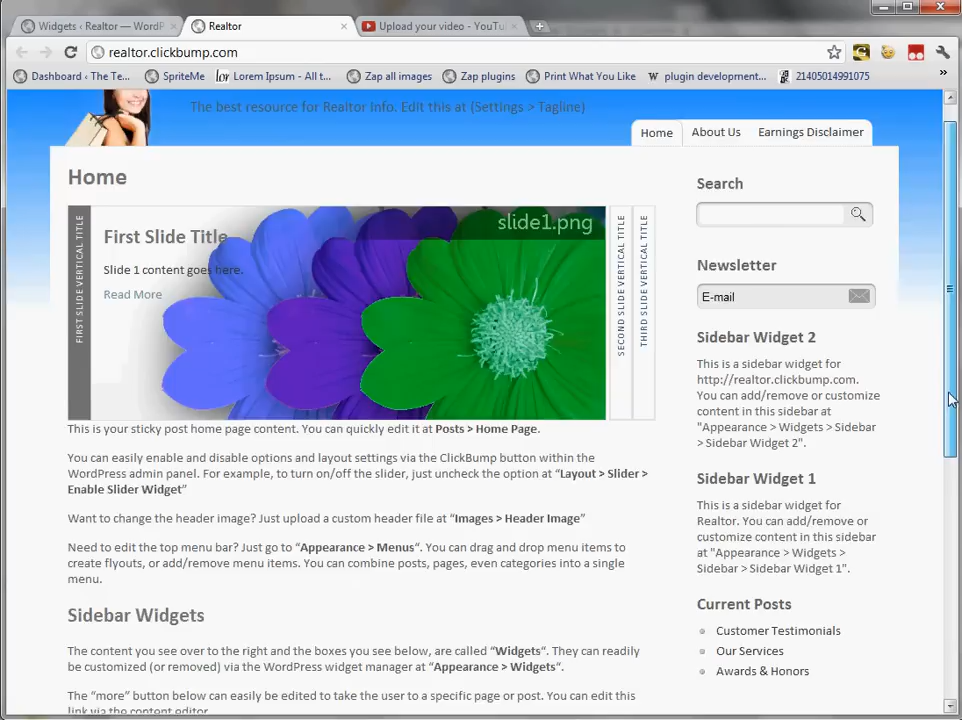 Widgets ‹ Realtor — WordP
Realtor
Upload your video - YouTu
realtor.clickbump.com
Dashboard ‹ The Te...
SpriteMe
lor Lorem Ipsum - All t...
Zap all images
Zap plugins
Print What You Like
W plugin development...
21405014991075
»
The best resource for Realtor info. Edit this at (Settings > Tagline)
Home
About Us
Earnings Disclaimer
Home
FIRST SLIDE VERTICAL TITLE
First Slide Title
Slide 1 content goes here.
Read More
slide1.png
SECOND SLIDE VERTICAL TITLE
THIRD SLIDE VERTICAL TITLE
This is your sticky post home page content. You can quickly edit it at Posts > Home Page.
You can easily enable and disable options and layout settings via the ClickBump button within the
WordPress admin panel. For example, to turn on/off the slider, just uncheck the option at “Layout > Slider >
Enable Slider Widget”
Want to change the header image? Just upload a custom header file at “Images > Header Image”
Need to edit the top menu bar? Just go to “Appearance > Menus“. You can drag and drop menu items to
create flyouts, or add/remove menu items. You can combine posts, pages, even categories into a single
menu.
Sidebar Widgets
The content you see over to the right and the boxes you see below, are called “Widgets“. They can readily
be customized (or removed) via the WordPress widget manager at “Appearance > Widgets“.
The “more” button below can easily be edited to take the user to a specific page or post. You can edit this
link via the content editor.
Search
Newsletter
E-mail
Sidebar Widget 2
This is a sidebar widget for
http://realtor.clickbump.com.
You can add/remove or customize
content in this sidebar at
"Appearance > Widgets > Sidebar
> Sidebar Widget 2".
Sidebar Widget 1
This is a sidebar widget for
Realtor. You can add/remove or
customize content in this sidebar
at "Appearance > Widgets >
Sidebar > Sidebar Widget 1".
Current Posts
Customer Testimonials
Our Services
Awards & Honors